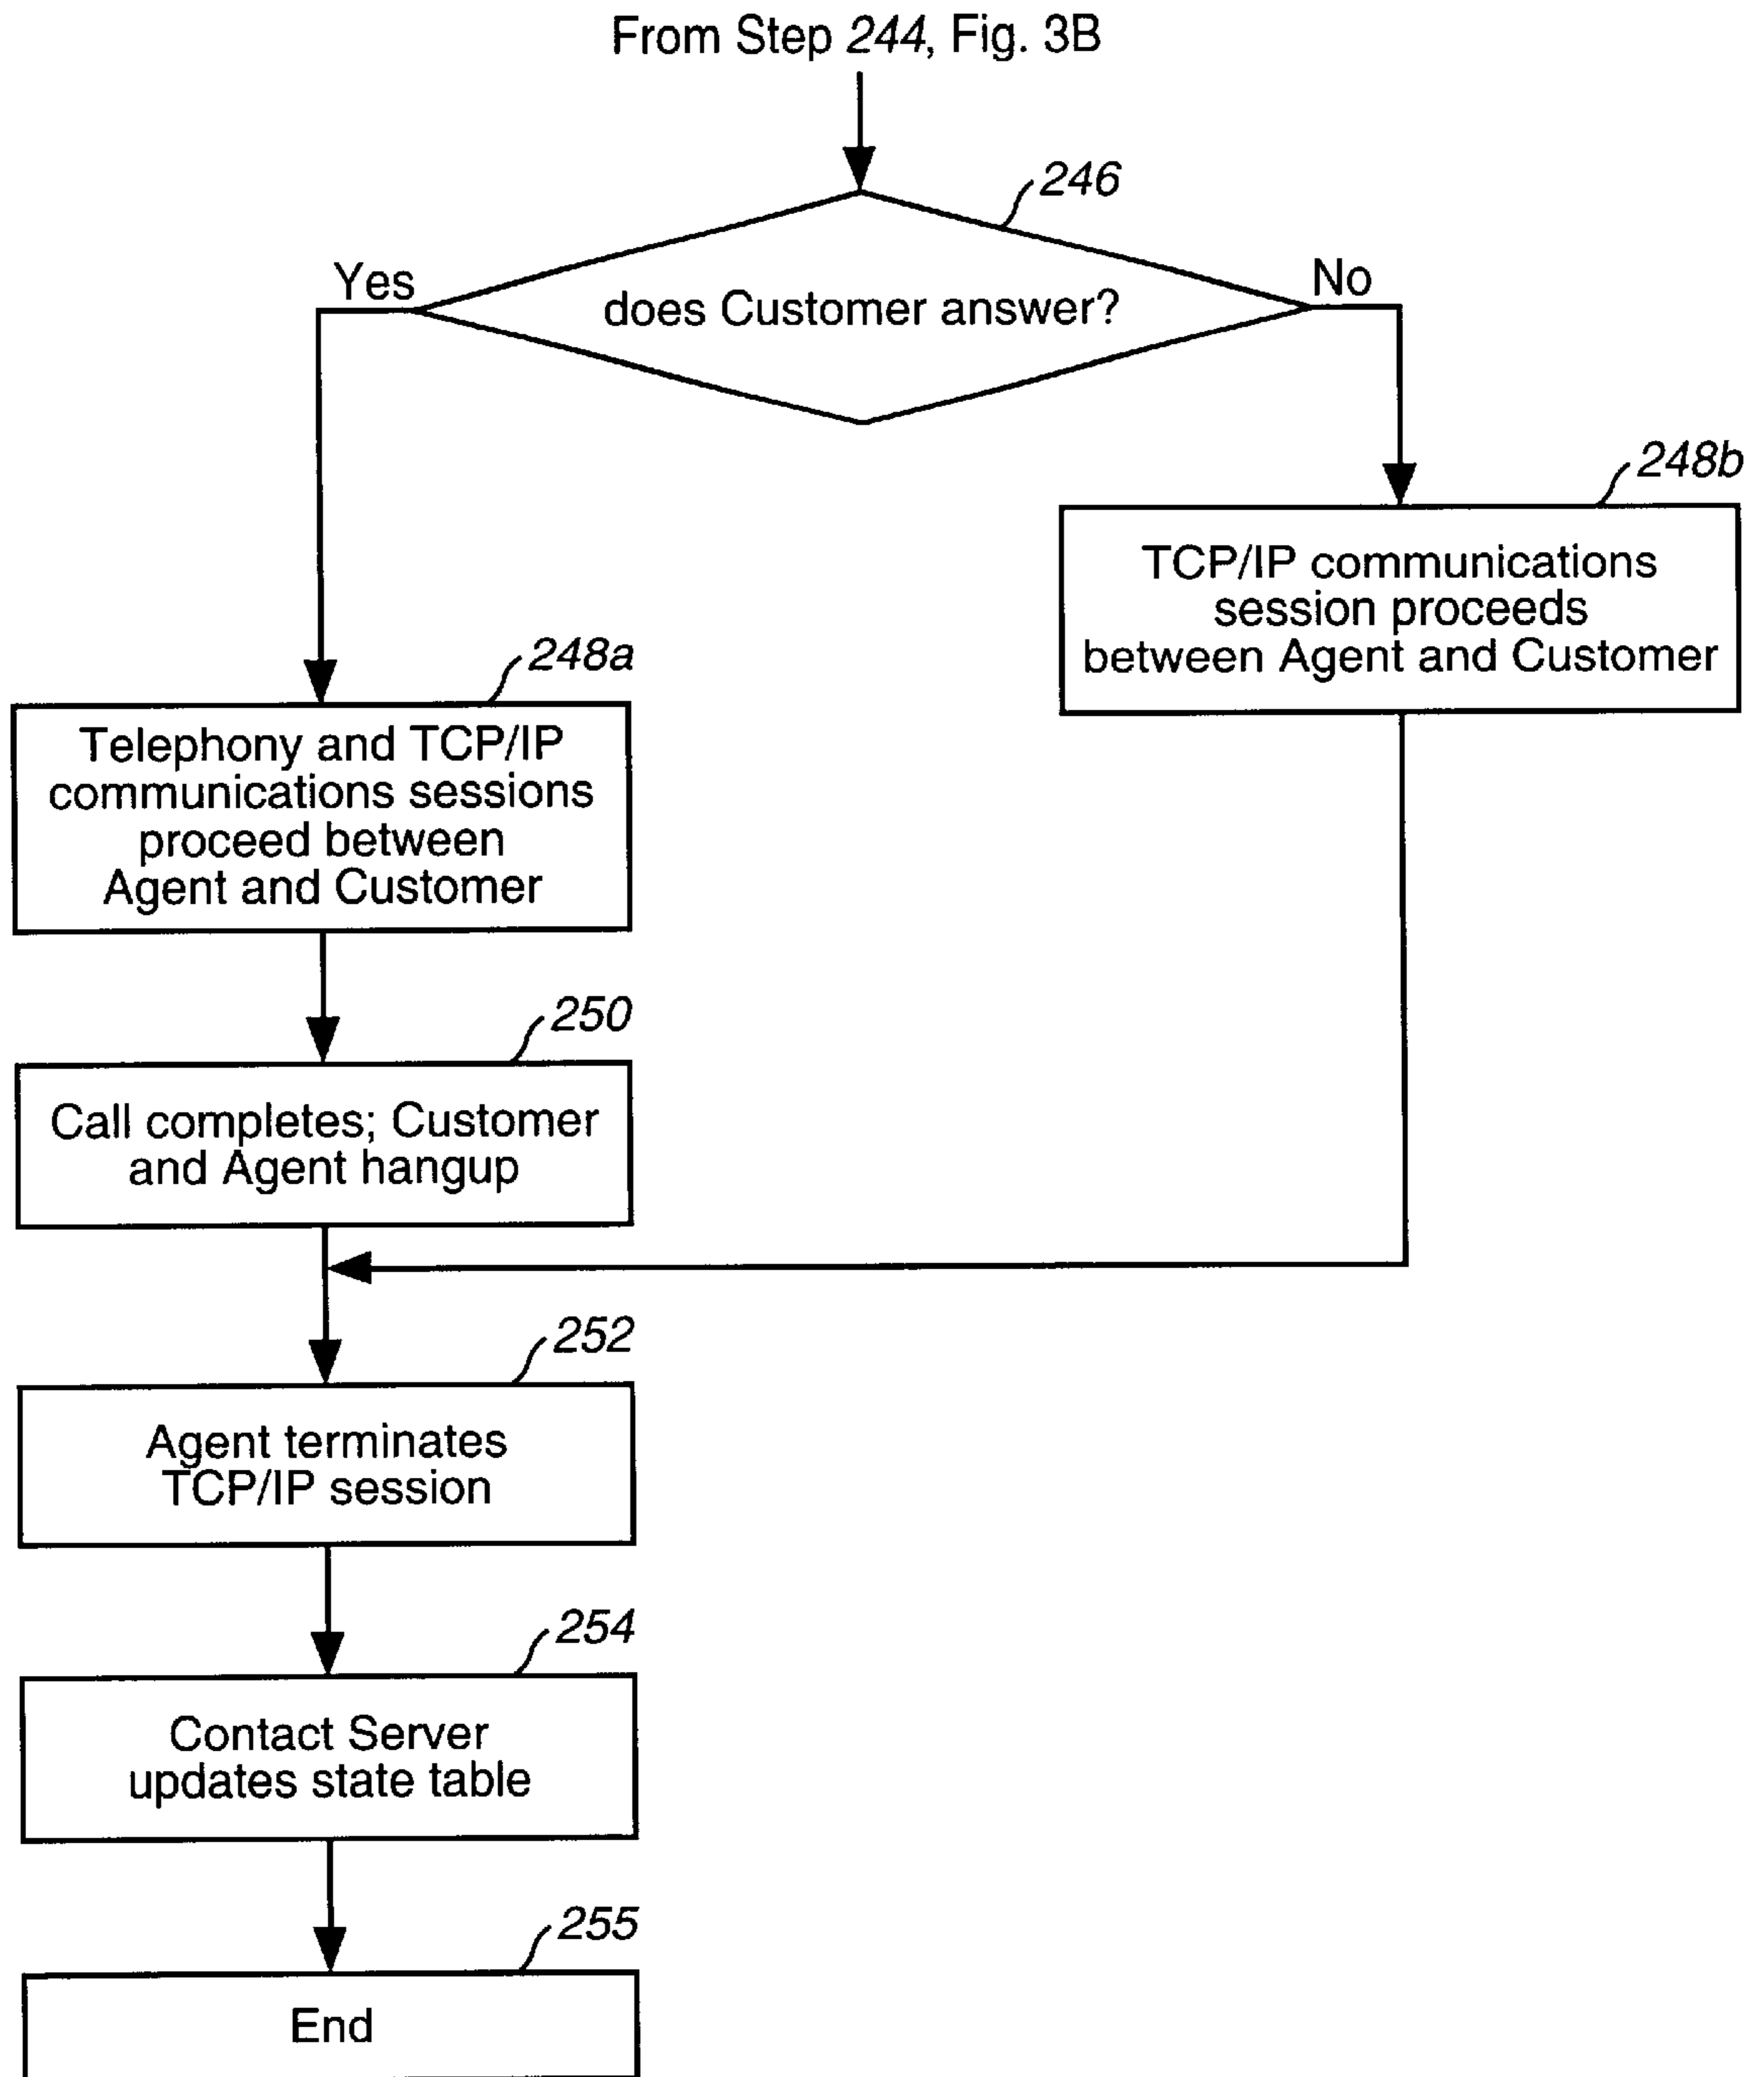 From Step 244, Fig. 3B
246
Yes
does Customer answer?
No
248b
TCP/IP communications
session proceeds
between Agent and Customer
248a
Telephony and TCP/IP
communications sessions
proceed between
Agent and Customer
250
Call completes; Customer
and Agent hangup
252
Agent terminates
TCP/IP session
254
Contact Server
updates state table
255
End